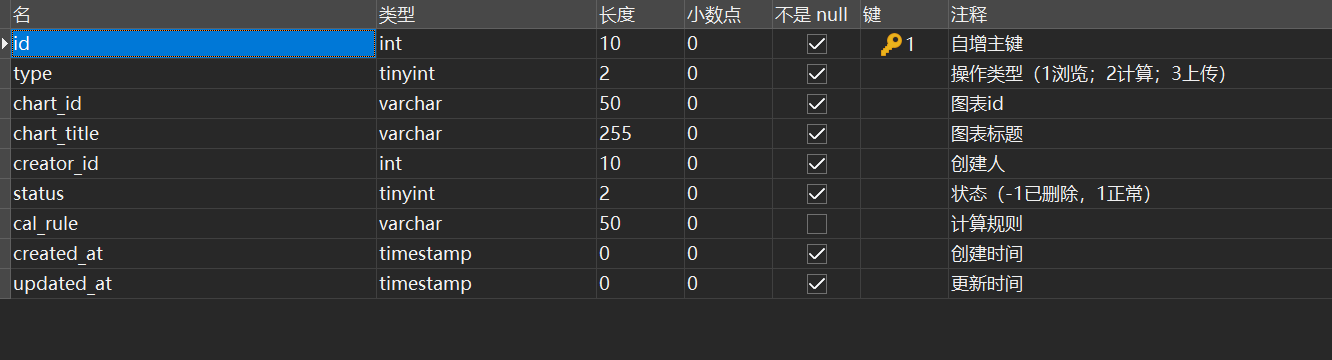 名 类型 长度 小数点 不是 null 键 注释
id int 10 0 1 自增主键
type tinyint 2 0 操作类型（1浏览；2计算；3上传）
chart_id varchar 50 0 图表id
chart_title varchar 255 0 图表标题
creator_id int 10 0 创建人
status tinyint 2 0 状态（-1已删除，1正常）
cal_rule varchar 50 0 计算规则
created_at timestamp 0 0 创建时间
updated_at timestamp 0 0 更新时间